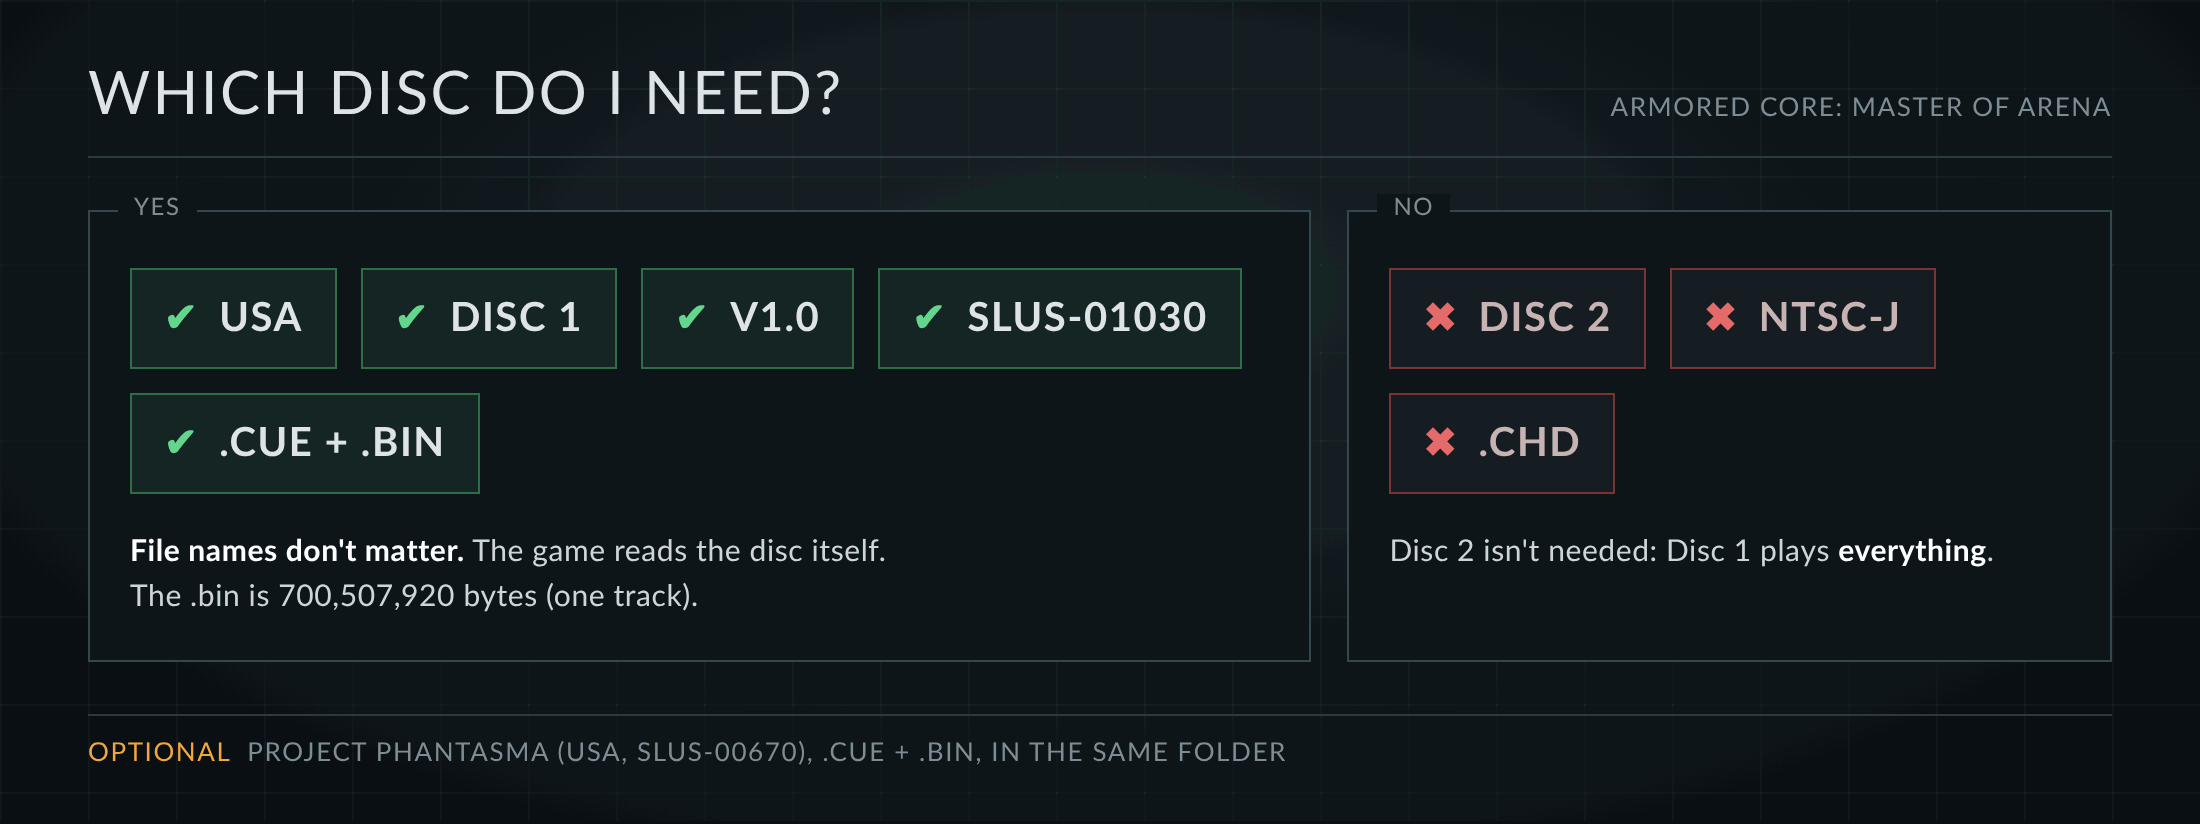 WHICH DISC DO I NEED?
ARMORED CORE: MASTER OF ARENA
YES
✔ USA
✔ DISC 1
✔ V1.0
✔ SLUS-01030
✔ .CUE + .BIN
File names don't matter. The game reads the disc itself.
The .bin is 700,507,920 bytes (one track).
NO
✖ DISC 2
✖ NTSC-J
✖ .CHD
Disc 2 isn't needed: Disc 1 plays everything.
OPTIONAL PROJECT PHANTASMA (USA, SLUS-00670), .CUE + .BIN, IN THE SAME FOLDER